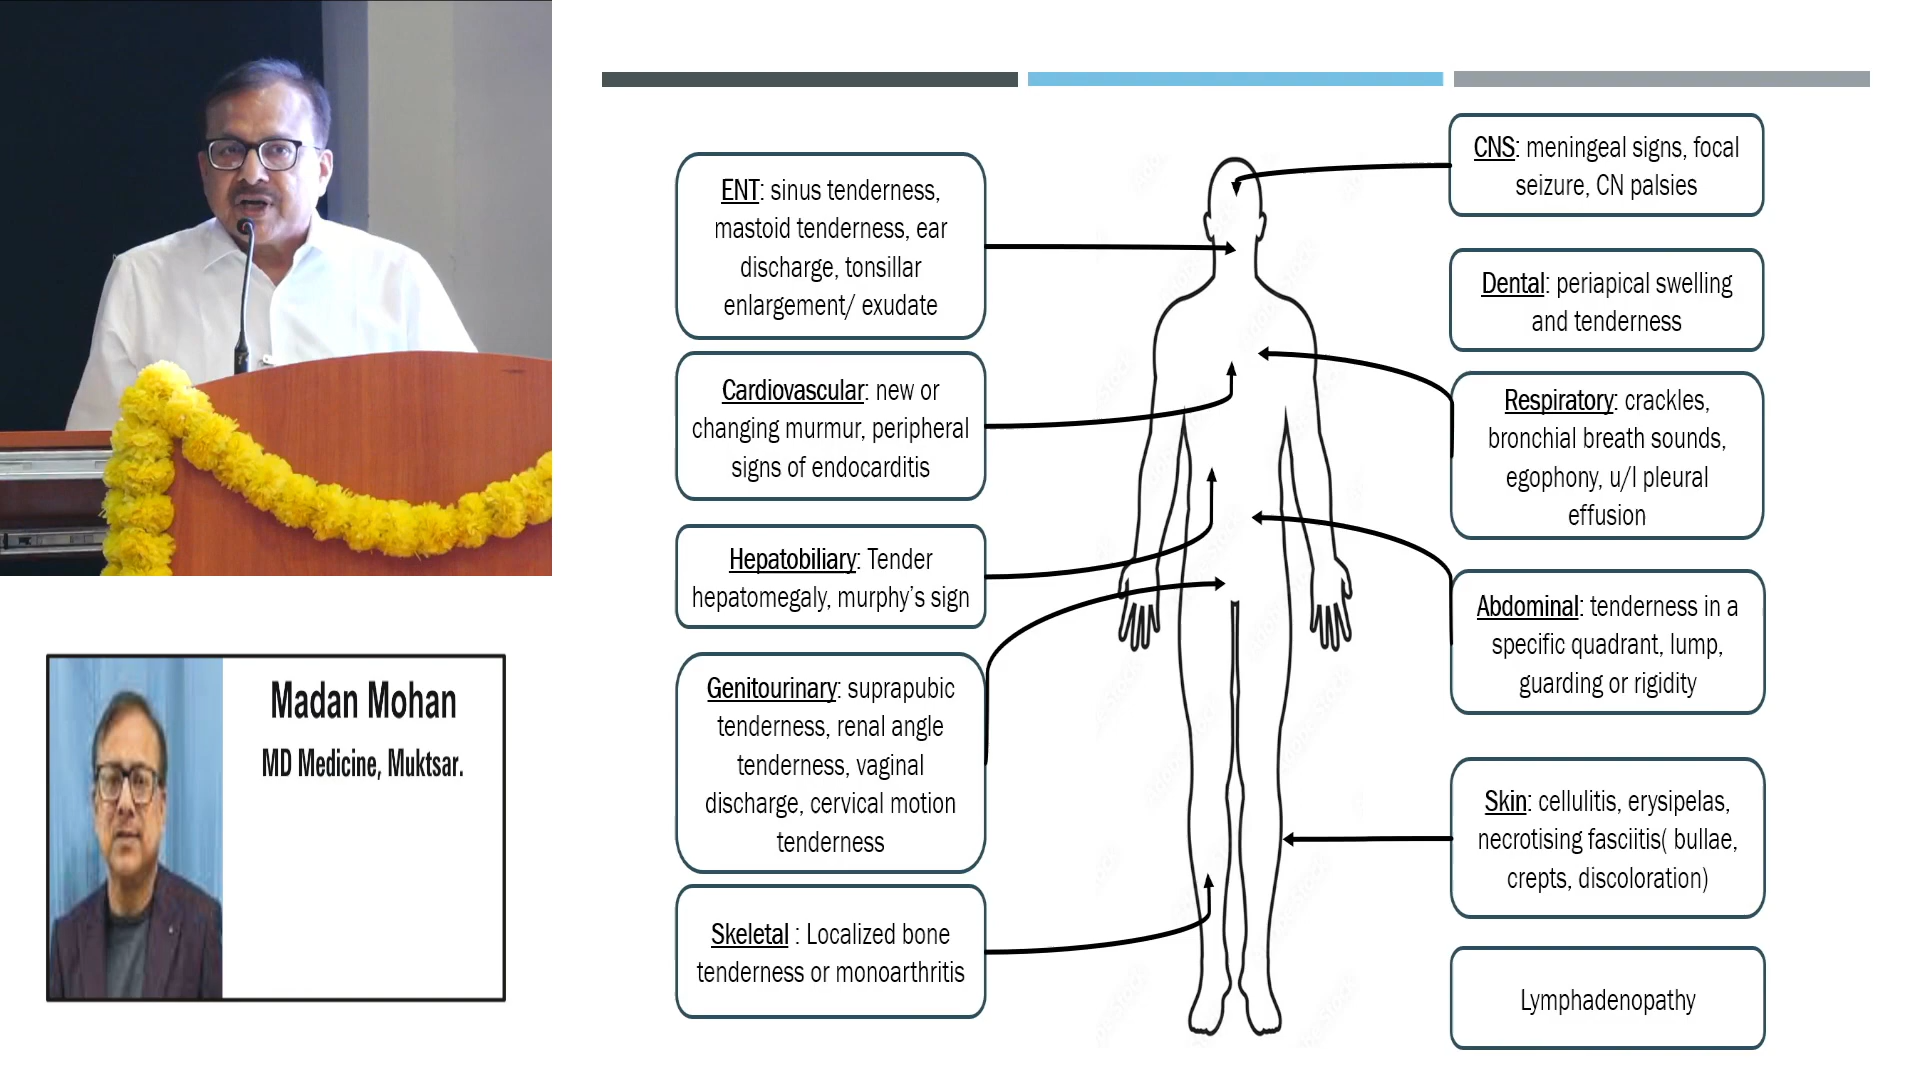 ENT: sinus tenderness,
mastoid tenderness, ear
discharge, tonsillar
enlargement/ exudate
Cardiovascular: new or
changing murmur, peripheral
signs of endocarditis
Hepatobiliary: Tender
hepatomegaly, murphy's sign
Genitourinary: suprapubic
tenderness, renal angle
tenderness, vaginal
discharge, cervical motion
tenderness
Skeletal : Localized bone
tenderness or monoarthritis
CNS: meningeal signs, focal
seizure, CN palsies
Dental: periapical swelling
and tenderness
Respiratory: crackles,
bronchial breath sounds,
egophony, u/l pleural
effusion
Abdominal: tenderness in a
specific quadrant, lump,
guarding or rigidity
Skin: cellulitis, erysipelas,
necrotising fasciitis( bullae,
crepts, discoloration)
Lymphadenopathy
Madan Mohan
MD Medicine, Muktsar.